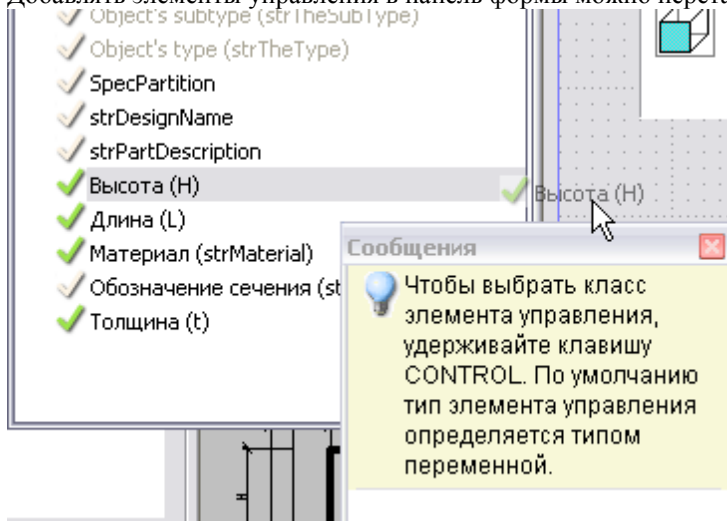 Добавлять элементы управления в панель формы можно перета
Object's subtype (strTheSubType)
Object's type (strTheType)
SpecPartition
strDesignName
strPartDescription
Высота (H)
Высота (H)
Длина (L)
Материал (strMaterial)
Обозначение сечения (st
Толщина (t)
Сообщения
Чтобы выбрать класс
элемента управления,
удерживайте клавишу
CONTROL. По умолчанию
тип элемента управления
определяется типом
переменной.
H